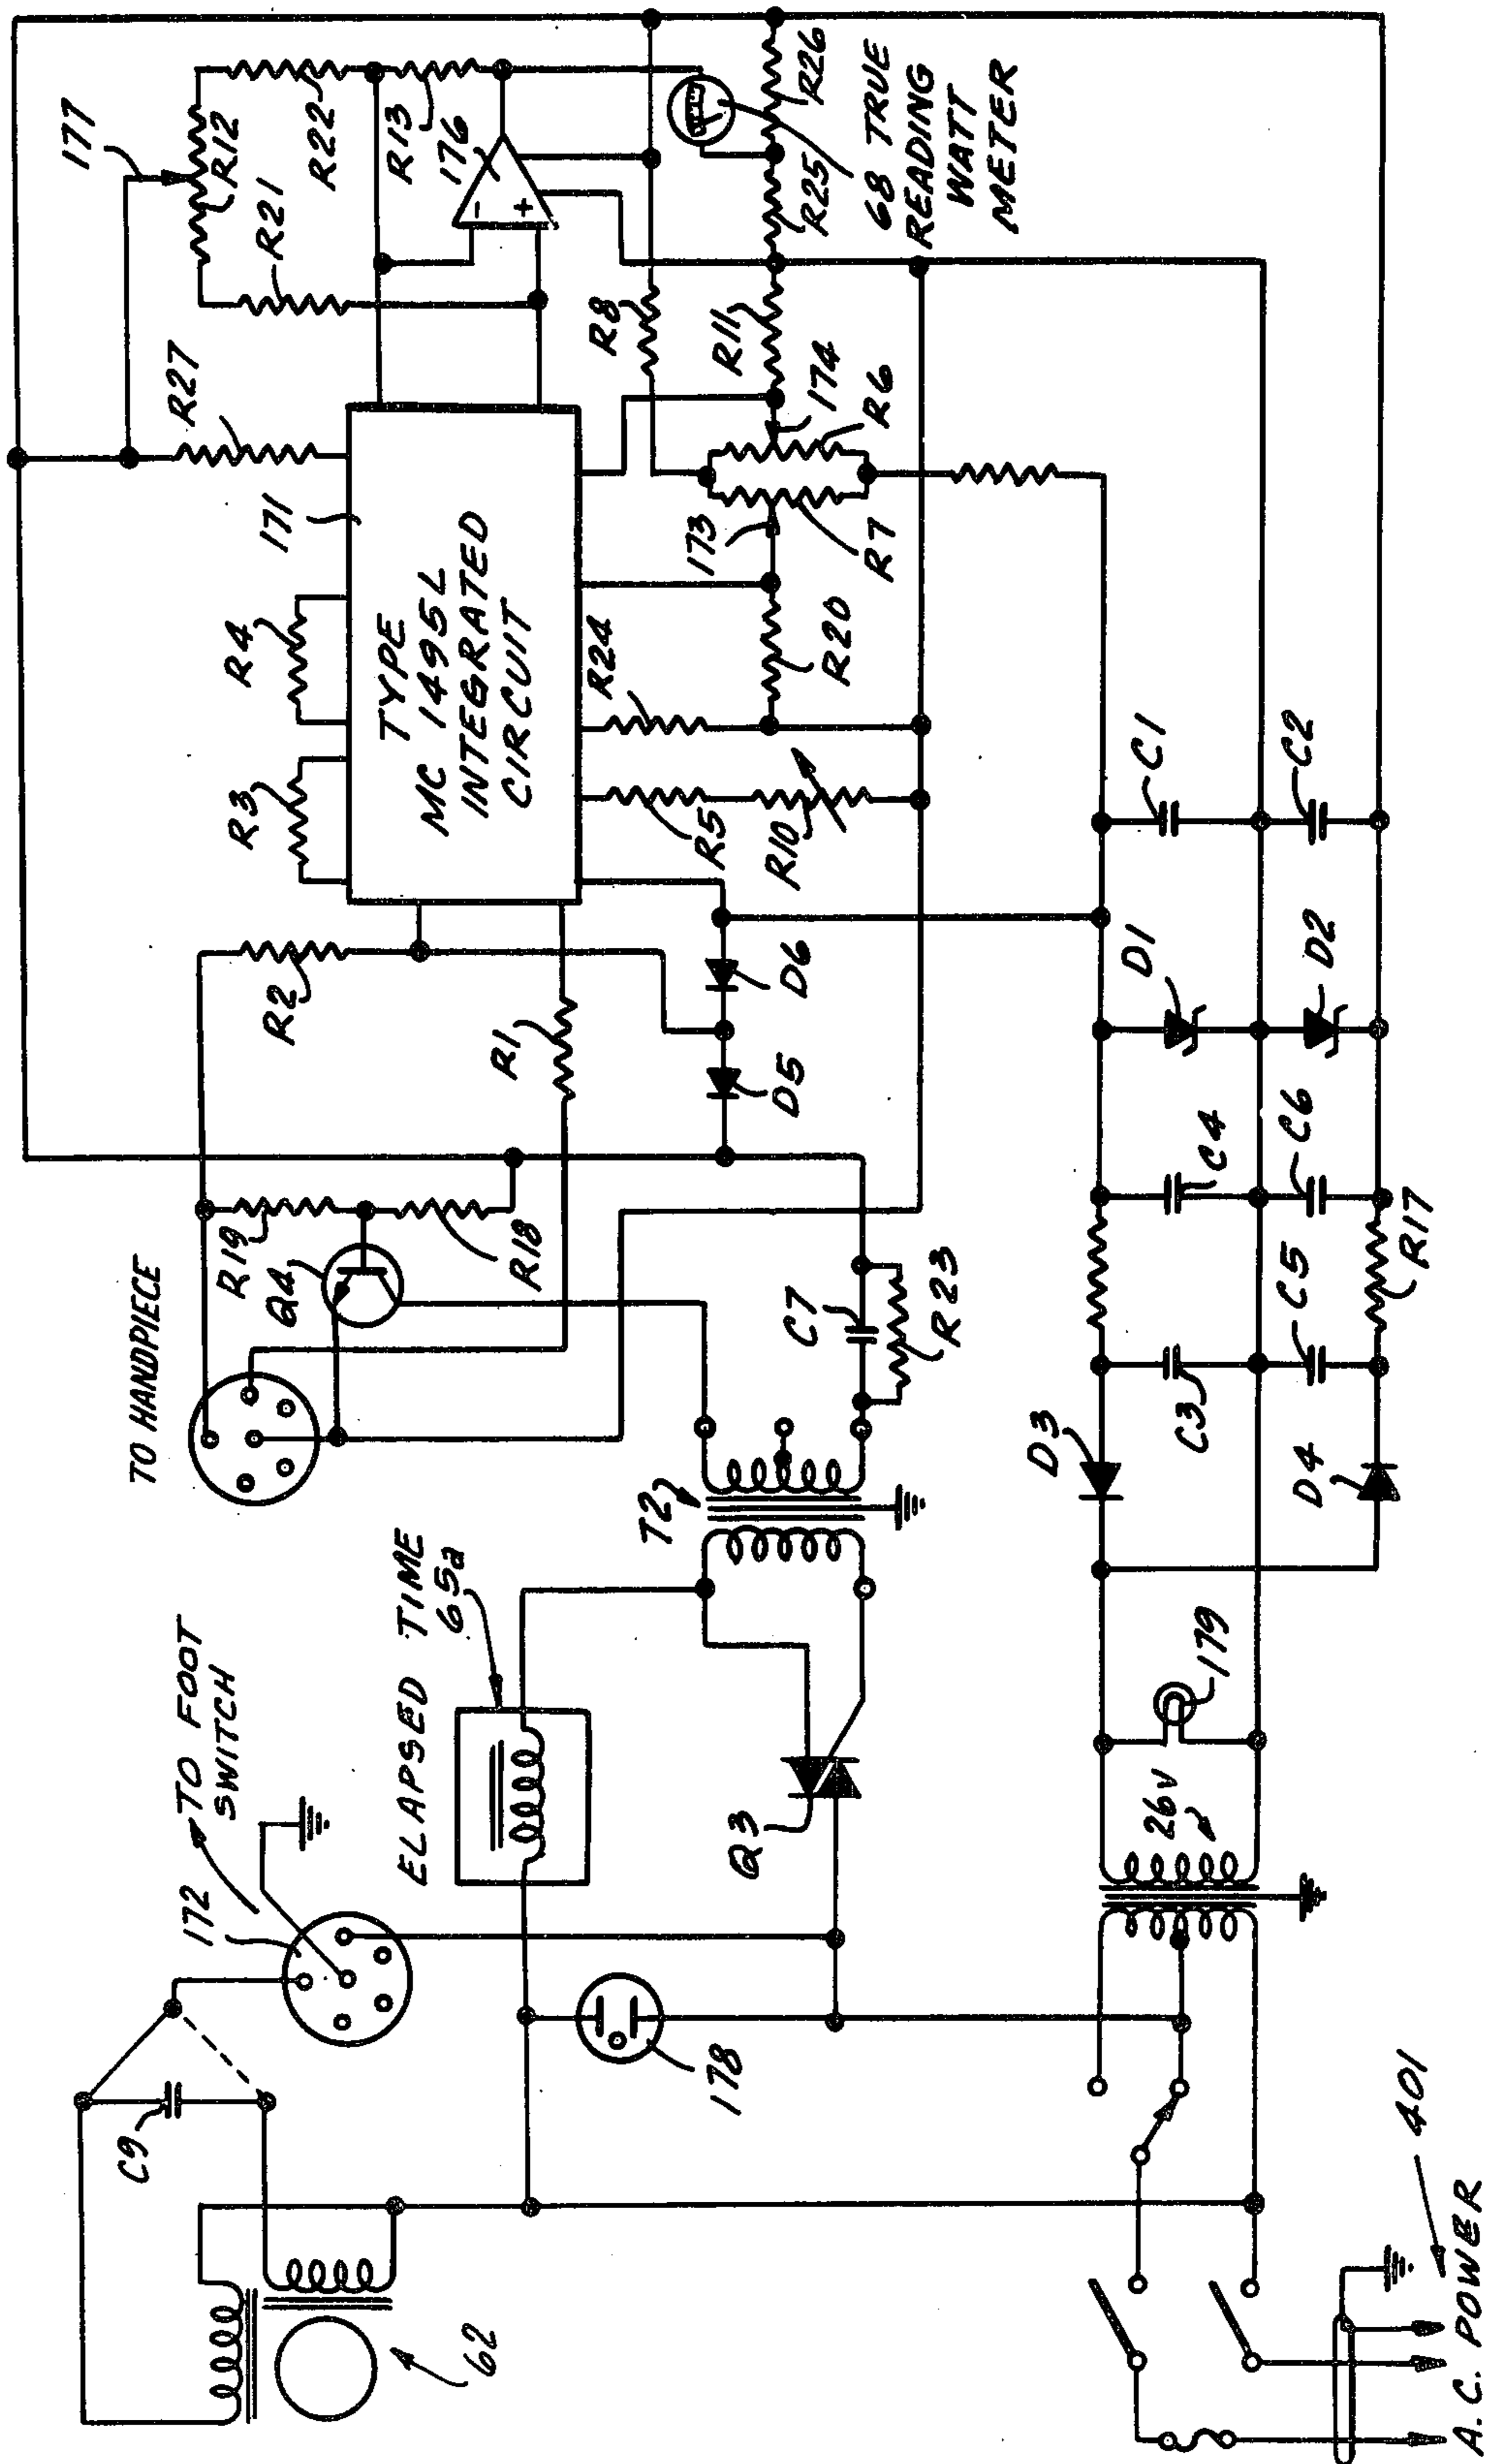 177
R12
R22
R21
R13
176
-
+
R27
171
R4
R3
TYPE
MC 1495L
INTEGRATED
CIRCUIT
R8
R11
174
R6
173
R7
R20
R24
R5
R10
R25
R26
68 TRUE
READING
WATT
METER
R2
R1
D6
D5
TO HANDPIECE
R19
Q4
R18
C7
R23
T2
TO FOOT
SWITCH
172
ELAPSED TIME
65a
Q3
178
C9
62
D1
C1
C2
D2
C4
C6
C3
C5
R17
D3
D4
179
26V
401
A.C. POWER